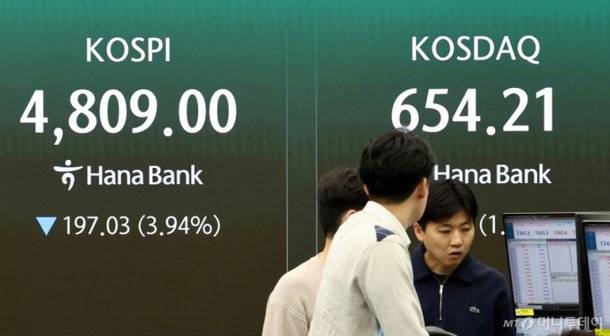 KOSPI
4,809.00
Hana Bank
▼ 197.03 (3.94%)
KOSDAQ
654.21
Hana Bank
(1.
머니투데이